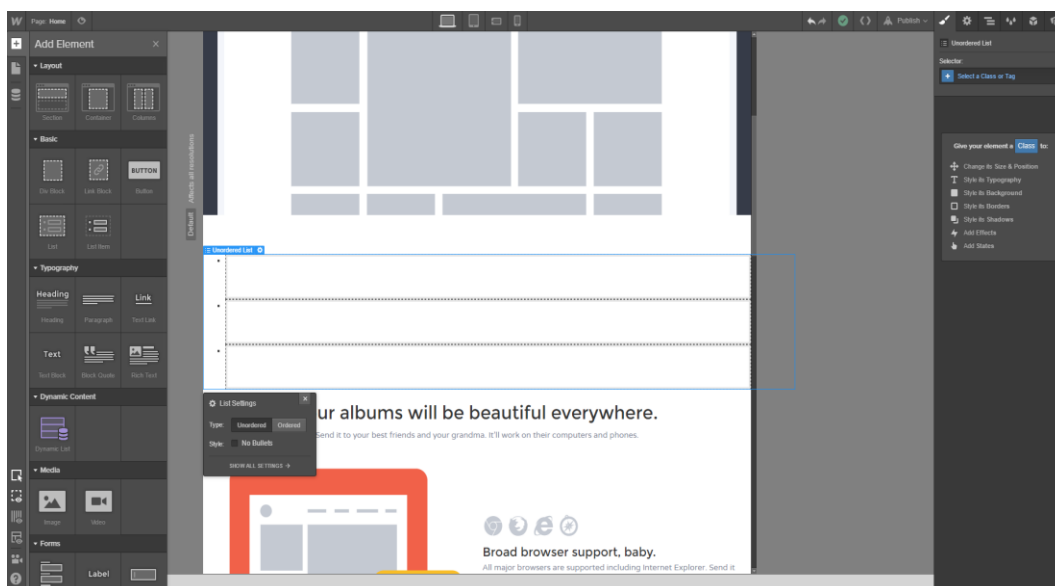 W Page: Home
Publish
Add Element
Layout
Section
Container
Columns
Basic
BUTTON
Div Block
Link Block
Button
List
List Item
Typography
Heading
Link
Heading
Paragraph
Text Link
Text
Text Block
Block Quote
Rich Text
Dynamic Content
Dynamic List
Media
Image
Video
Forms
Label
Affects all resolutions
Default
Unordered List
List Settings
Type: Unordered Ordered
Style: No Bullets
SHOW ALL SETTINGS
ur albums will be beautiful everywhere.
Send it to your best friends and your grandma. It'll work on their computers and phones.
Broad browser support, baby.
All major browsers are supported including Internet Explorer. Send it
Unordered List
Selector:
Select a Class or Tag
Give your element a Class to:
Change its Size & Position
Style its Typography
Style its Background
Style its Borders
Style its Shadows
Add Effects
Add States